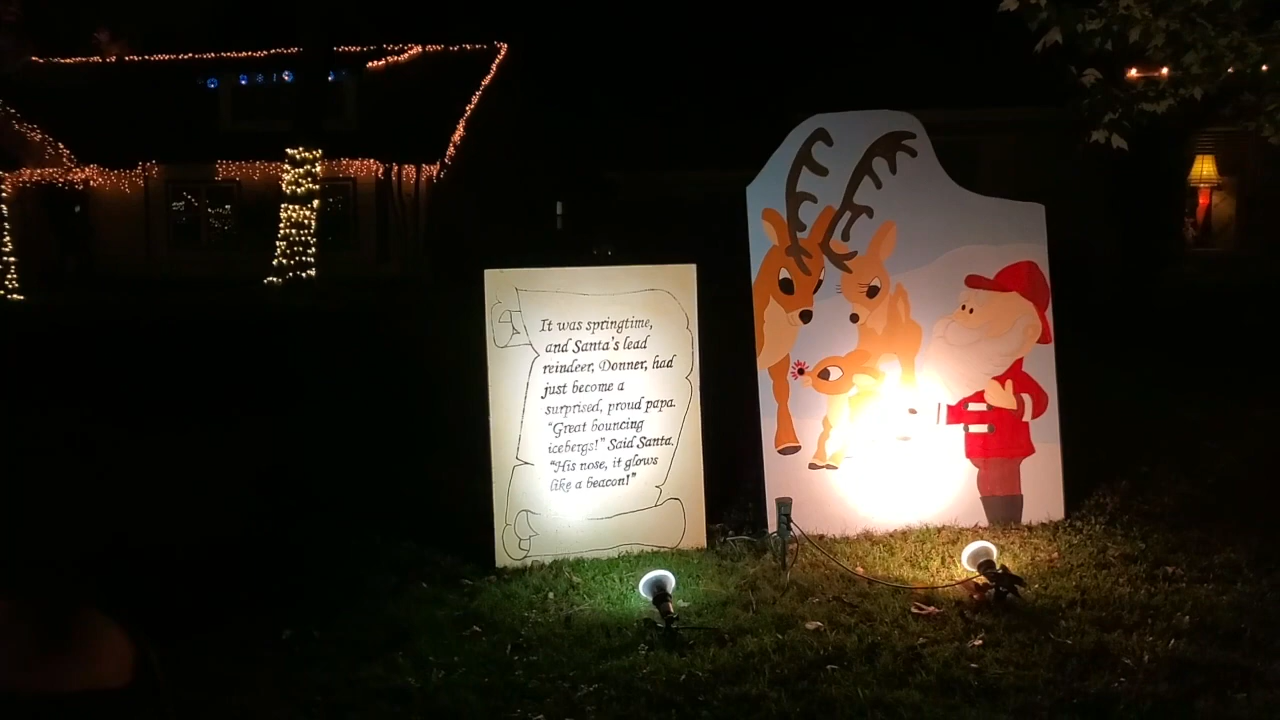 It was springtime,
and Santa's lead
reindeer, Donner, had
just become a
surprised, proud papa.
"Great bouncing
icebergs!" Said Santa.
"His nose, it glows
like a beacon!"